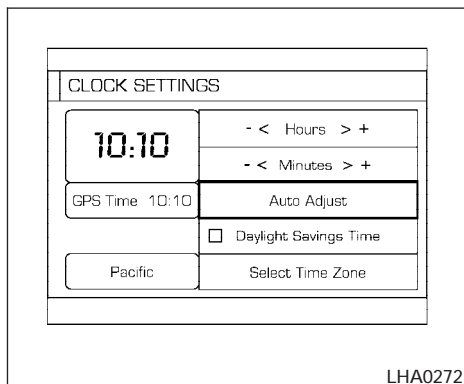 CLOCK SETTINGS
10:10
- < Hours > +
- < Minutes > +
GPS Time 10:10
Auto Adjust
Daylight Savings Time
Pacific
Select Time Zone
LHA0272